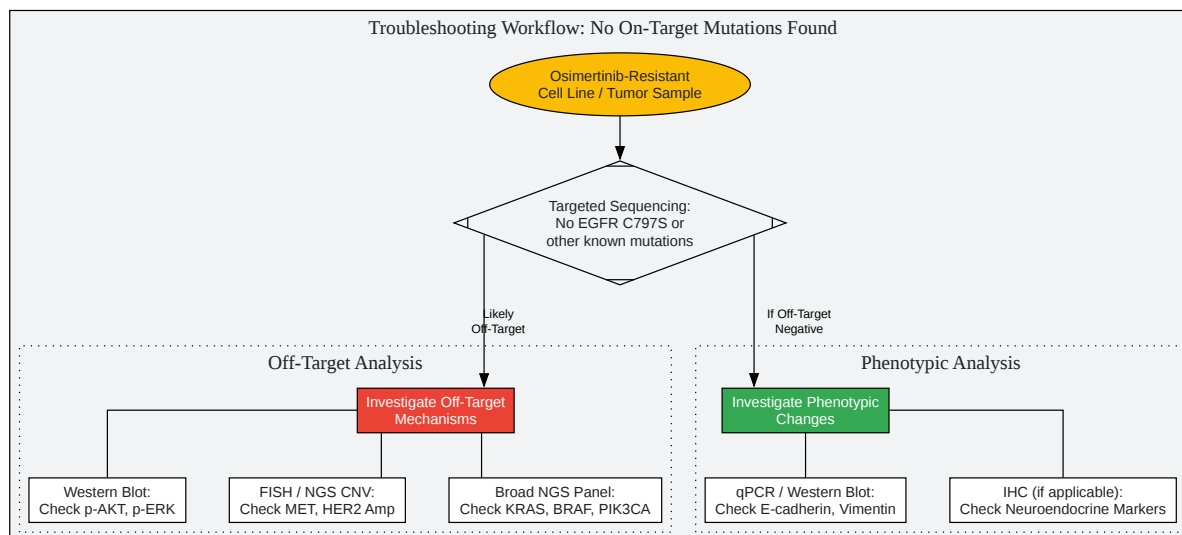 Troubleshooting Workflow: No On-Target Mutations Found
Osimertinib-Resistant
Cell Line / Tumor Sample
Targeted Sequencing:
No EGFR C797S or
other known mutations
Likely
Off-Target
If Off-Target
Negative
Off-Target Analysis
Investigate Off-Target
Mechanisms
Western Blot:
Check p-AKT, p-ERK
FISH / NGS CNV:
Check MET, HER2 Amp
Broad NGS Panel:
Check KRAS, BRAF, PIK3CA
Phenotypic Analysis
Investigate Phenotypic
Changes
qPCR / Western Blot:
Check E-cadherin, Vimentin
IHC (if applicable):
Check Neuroendocrine Markers